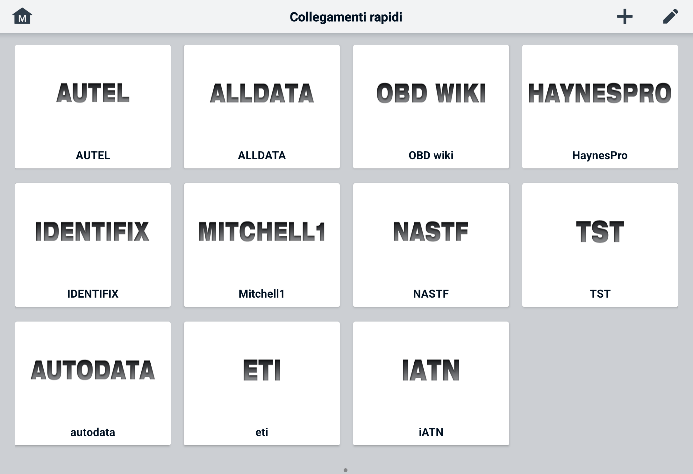 M
Collegamenti rapidi
AUTEL
ALLDATA
OBD WIKI
HAYNESPRO
AUTEL
ALLDATA
OBD wiki
HaynesPro
IDENTIFIX
MITCHELL1
NASTF
TST
IDENTIFIX
Mitchell1
NASTF
TST
AUTODATA
ETI
IATN
autodata
eti
iATN